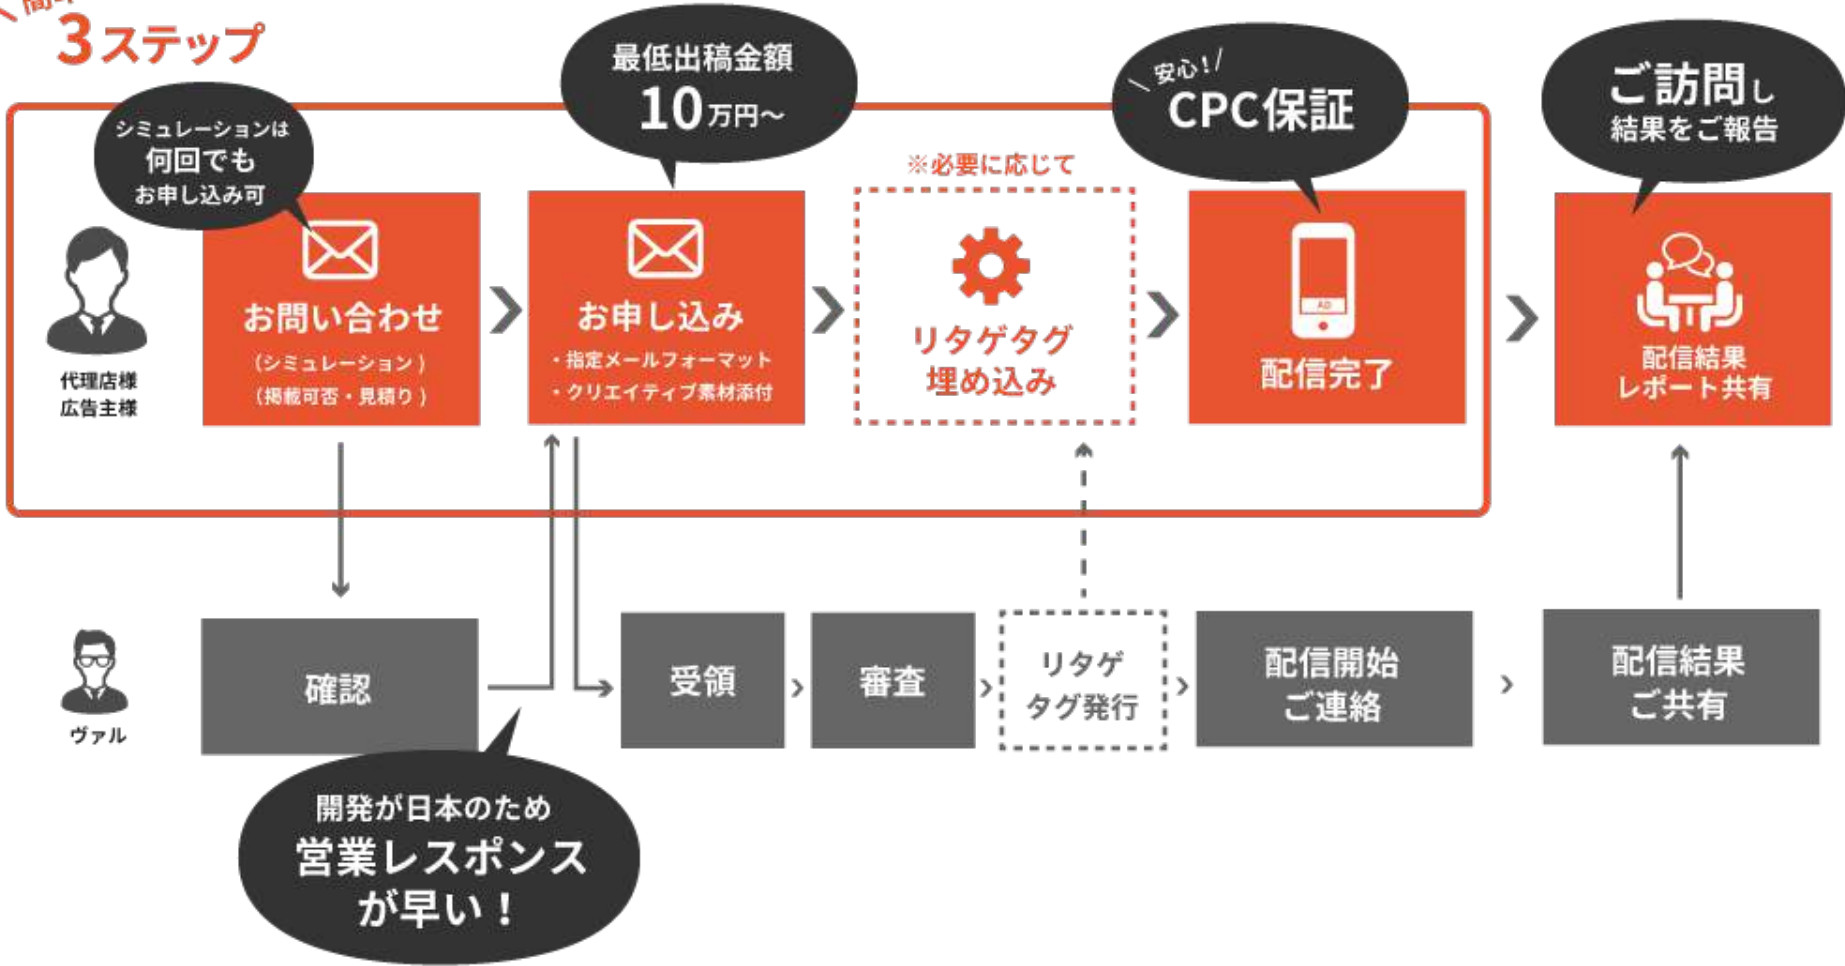 3ステップ
シミュレーションは
何回でも
お申し込み可
最低出稿金額
10万円〜
\ 安心！/
CPC保証
ご訪問し
結果をご報告
※必要に応じて
代理店様
広告主様
お問い合わせ
（シミュレーション）
（掲載可否・見積り）
お申し込み
・指定メールフォーマット
・クリエイティブ素材添付
リタゲタグ
埋め込み
AD
配信完了
配信結果
レポート共有
ヴァル
確認
受領
審査
リタゲ
タグ発行
配信開始
ご連絡
配信結果
ご共有
開発が日本のため
営業レスポンス
が早い！